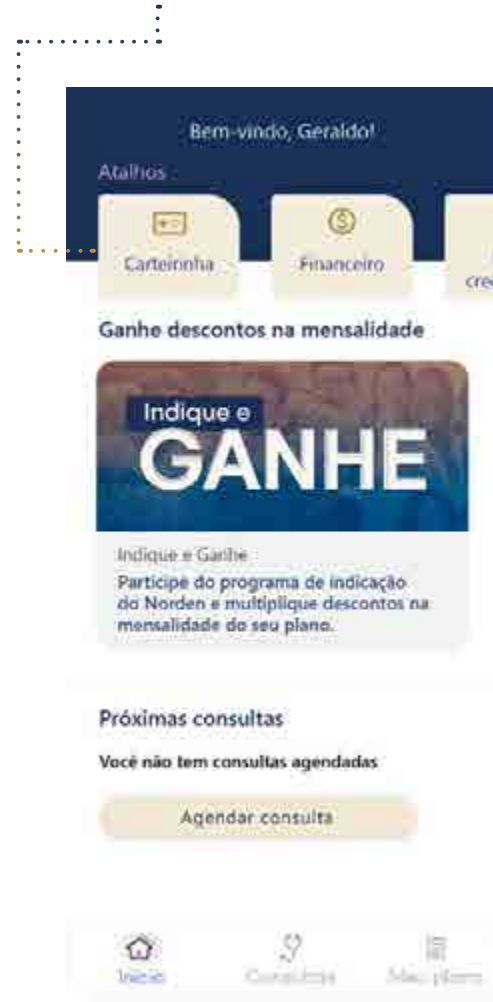 Bem-vindo, Geraldo!
Atalhos
Carteirinha
Financeiro
Ganhe descontos na mensalidade
Indique e
GANHE
Indique e Ganhe
Participe do programa de indicação
do Norden e multiplique descontos na
mensalidade do seu plano.
Próximas consultas
Você não tem consultas agendadas
Agendar consulta
Início
Consultas
Meu plano